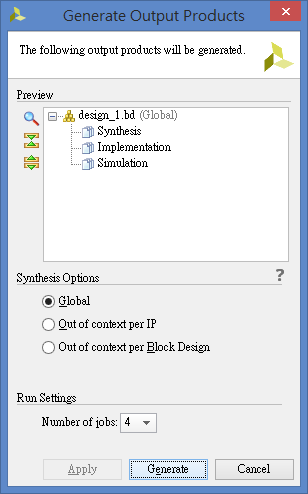 Generate Output Products
The following output products will be generated.
Preview
design_1.bd (Global)
Synthesis
Implementation
Simulation
Synthesis Options
?
Global
Out of context per IP
Out of context per Block Design
Run Settings
Number of jobs: 4
Apply Generate Cancel